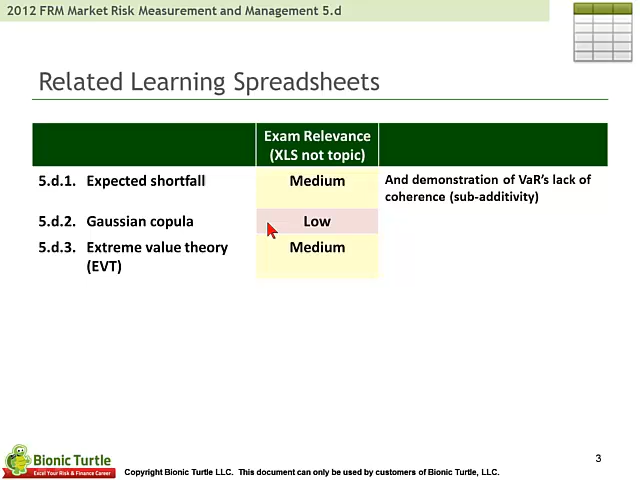 2012 FRM Market Risk Measurement and Management 5.d
Related Learning Spreadsheets
Exam Relevance
(XLS not topic)
5.d.1. Expected shortfall Medium And demonstration of VaR's lack of
coherence (sub-additivity)
5.d.2. Gaussian copula Low
5.d.3. Extreme value theory Medium
(EVT)
3
Bionic Turtle
Excel Your Risk & Finance Career
Copyright Bionic Turtle LLC. This document can only be used by customers of Bionic Turtle, LLC.